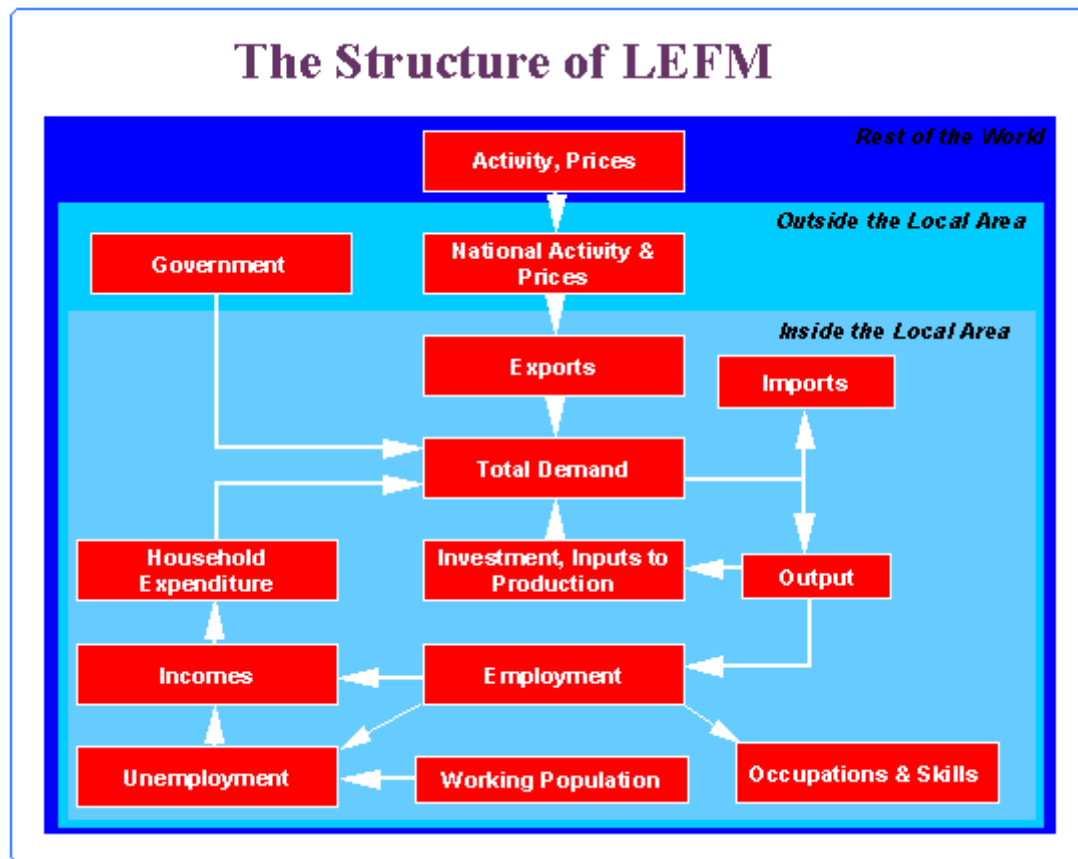 The Structure of LEFM
Rest of the World
Activity, Prices
Outside the Local Area
Government
National Activity &
Prices
Inside the Local Area
Exports
Imports
Total Demand
Household
Expenditure
Investment, Inputs to
Production
Output
Incomes
Employment
Unemployment
Working Population
Occupations & Skills